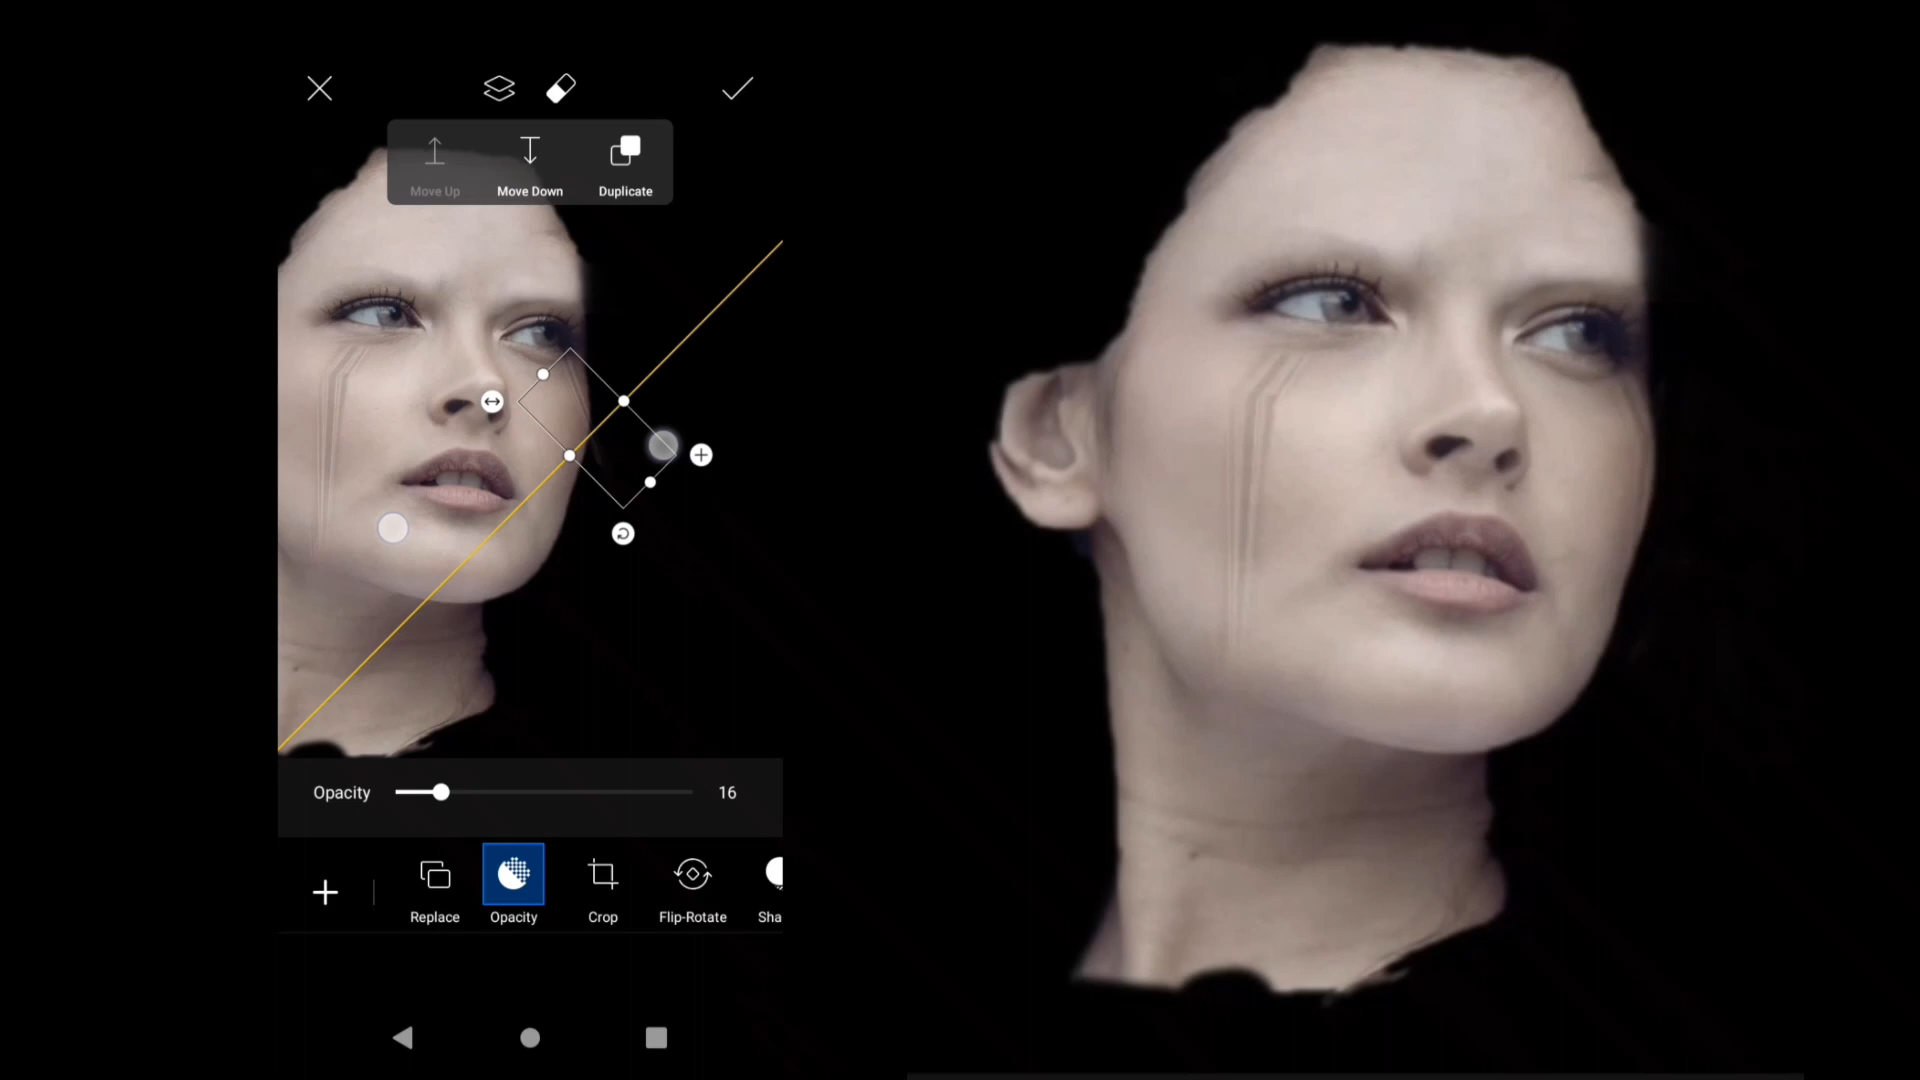 Move Up
Move Down
Duplicate
Opacity
16
Replace
Opacity
Crop
Flip-Rotate
Sha